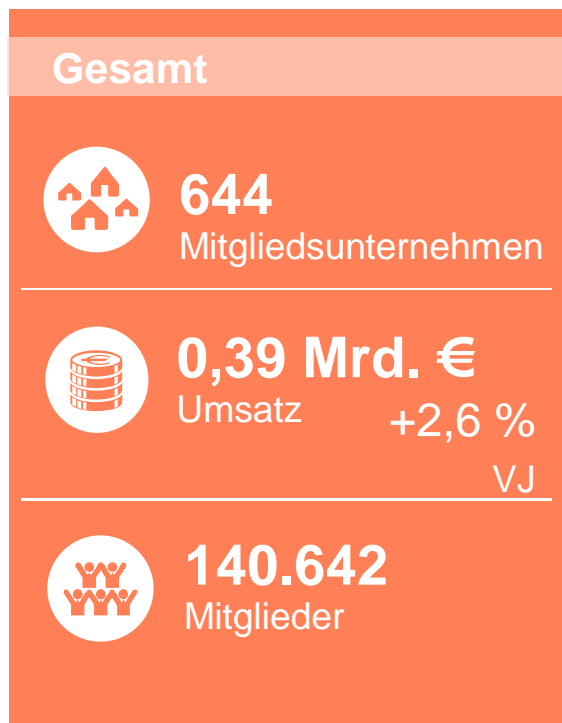 Gesamt
644
Mitgliedsunternehmen
0,39 Mrd. €
Umsatz
+2,6 %
VJ
140.642
Mitglieder